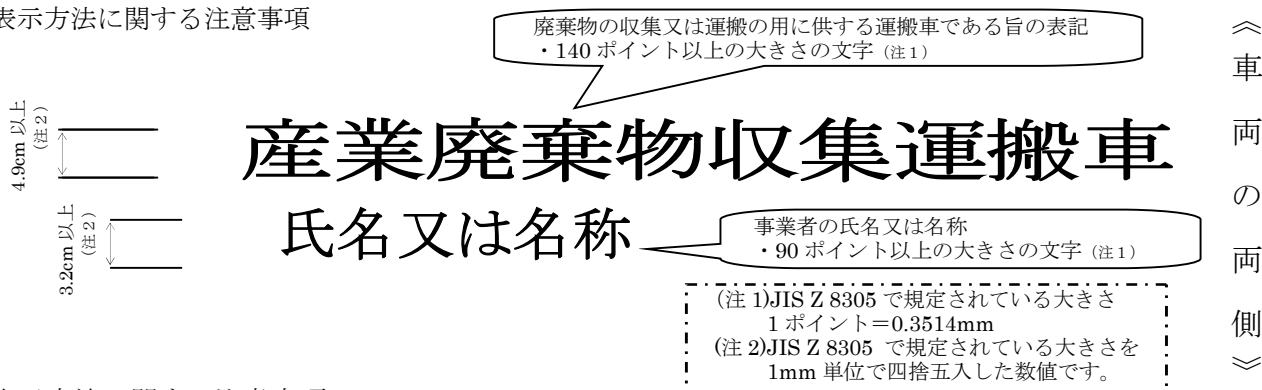 表示方法に関する注意事項
廃棄物の収集又は運搬の用に供する運搬車である旨の表記
・140 ポイント以上の大きさの文字（注１）
4.9cm 以上
（注２）
産業廃棄物収集運搬車
3.2cm 以上
（注２）
氏名又は名称
事業者の氏名又は名称
・90 ポイント以上の大きさの文字（注１）
(注 1)JIS Z 8305 で規定されている大きさ
1 ポイント＝0.3514mm
(注 2)JIS Z 8305 で規定されている大きさを
1mm 単位で四捨五入した数値です。
≪車両の両側≫